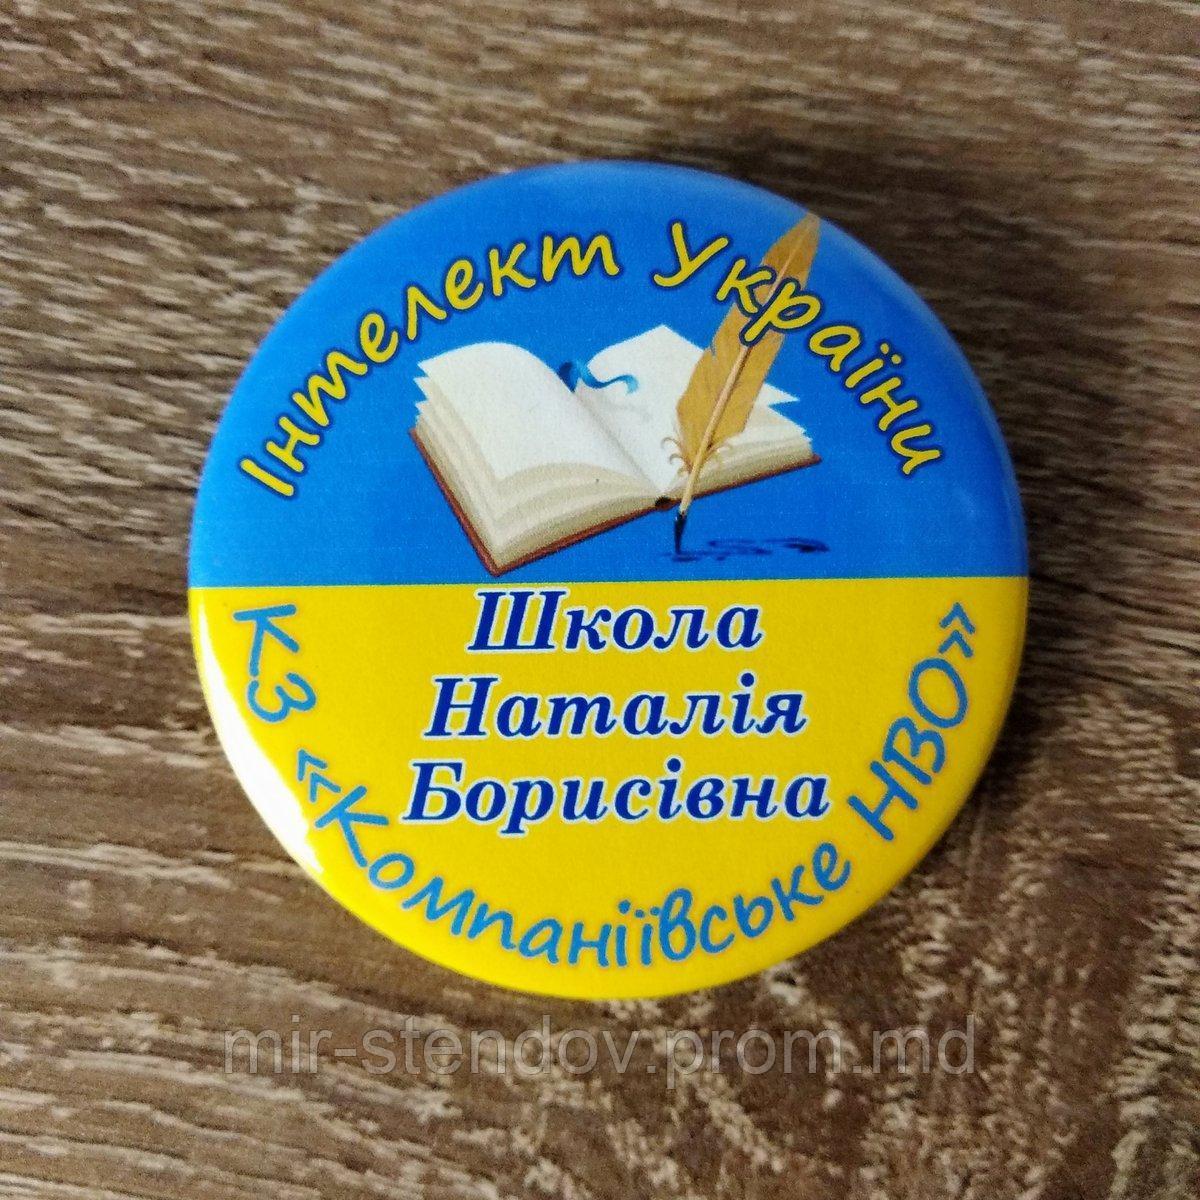 Інтелект України
Школа
Наталія
Борисівна
КЗ «Компаніївське НВО»
mir-stendov.prom.md